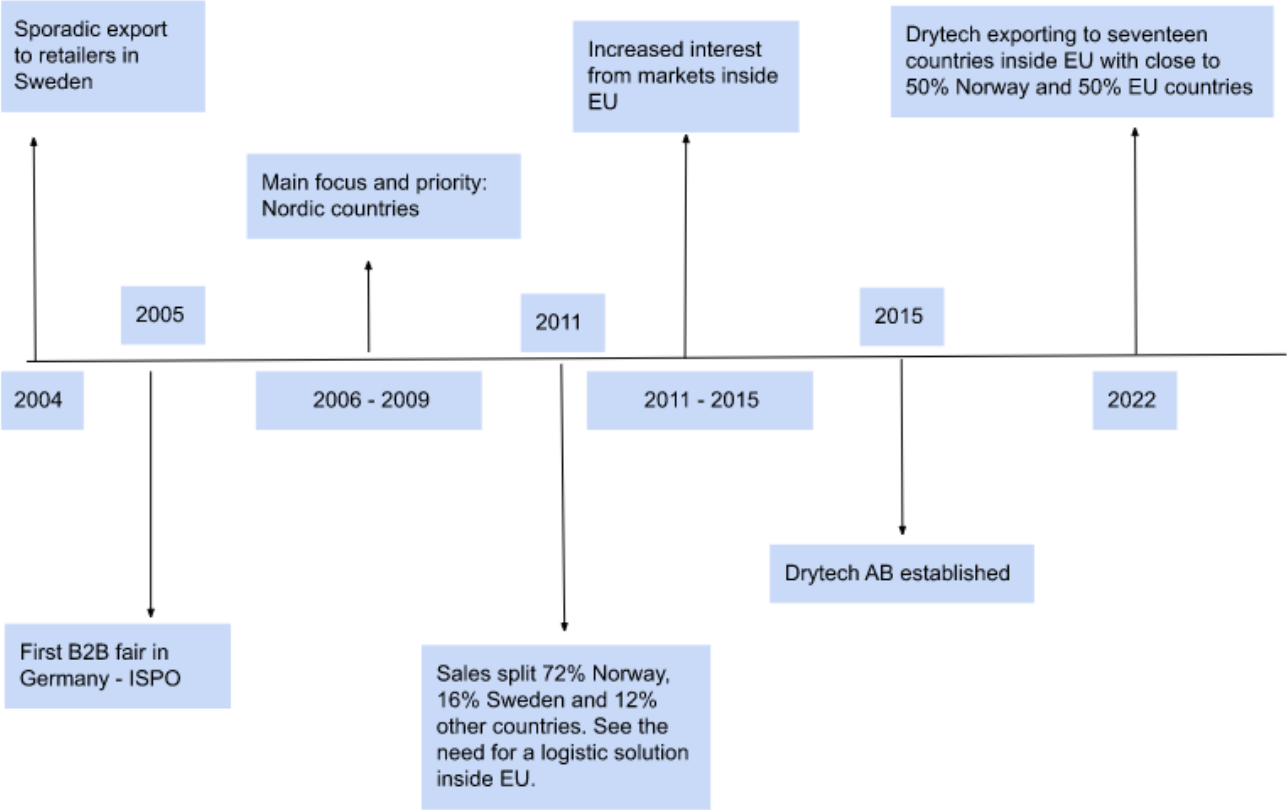 Sporadic export
to retailers in
Sweden
Increased interest
from markets inside
EU
Drytech exporting to seventeen
countries inside EU with close to
50% Norway and 50% EU countries
Main focus and priority:
Nordic countries
2005
2011
2015
2004
2006 - 2009
2011 - 2015
2022
Drytech AB established
First B2B fair in
Germany - ISPO
Sales split 72% Norway,
16% Sweden and 12%
other countries. See the
need for a logistic solution
inside EU.